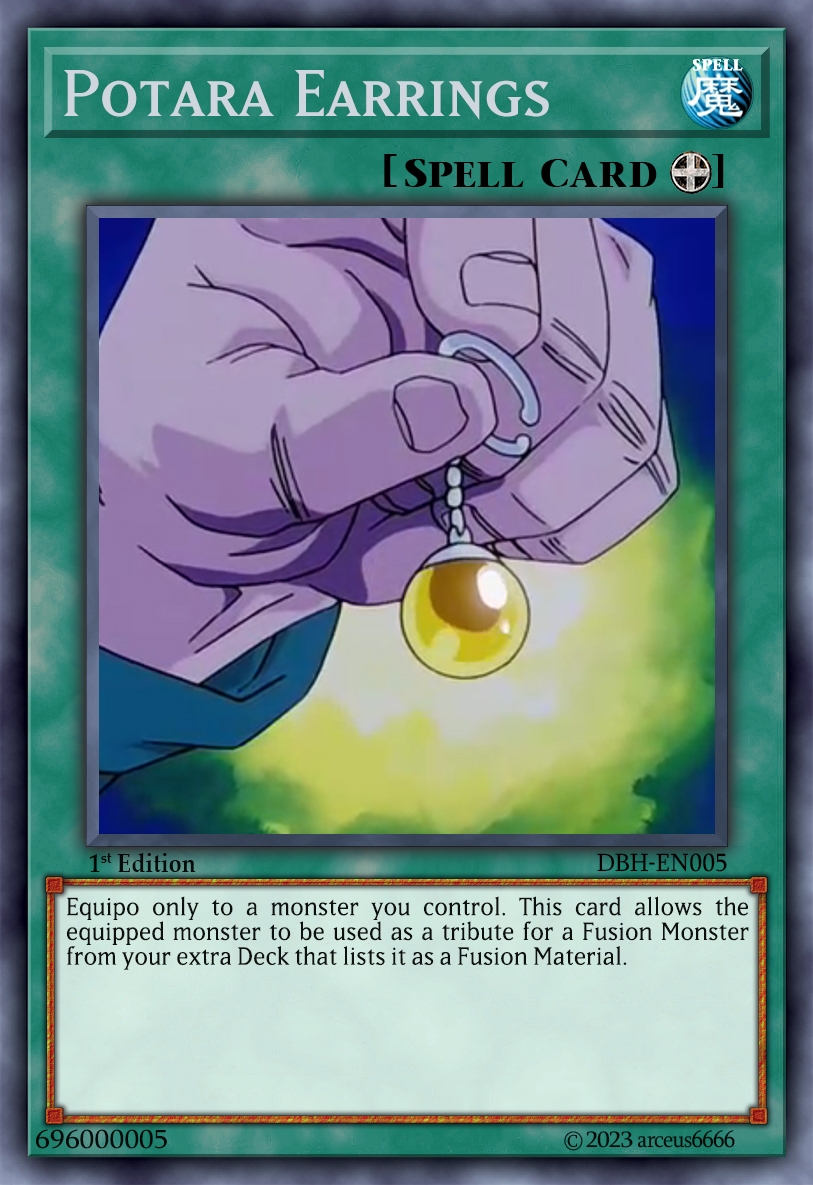 Potara Earrings
SPELL
魔
[Spell Card]
1st Edition
DBH-EN005
Equipo only to a monster you control. This card allows the
equipped monster to be used as a tribute for a Fusion Monster
from your extra Deck that lists it as a Fusion Material.
696000005
© 2023 arceus6666